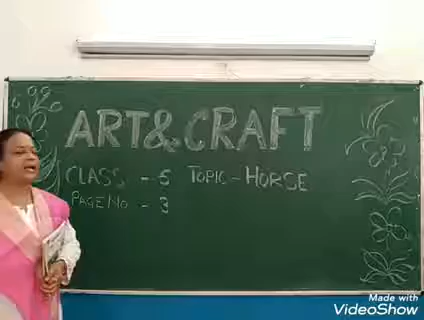 ART&CRAFT
CLASS - 5 TOPIC - HORSE
PAGE No - 3
Made with
VideoShow